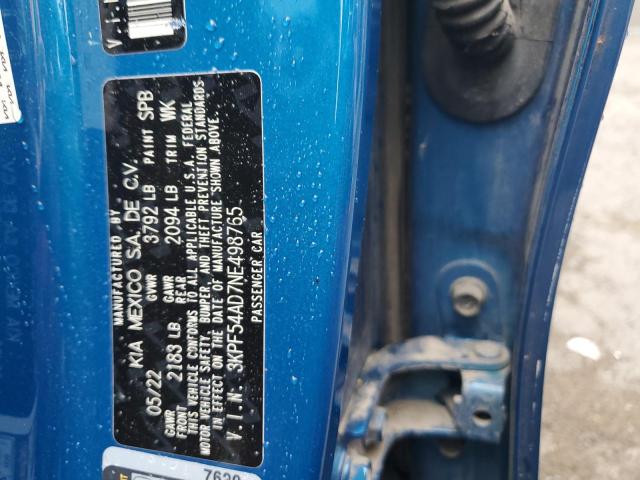 MANUFACTURED BY
KIA MEXICO S.A. DE C.V.
05/22 GVWR 3792 LB PAINT SPB
GAWR FRONT 2183 LB GAWR REAR 2094 LB TRIM WK
THIS VEHICLE CONFORMS TO ALL APPLICABLE U.S.A. FEDERAL
MOTOR VEHICLE SAFETY, BUMPER, AND THEFT PREVENTION STANDARDS
IN EFFECT ON THE DATE OF MANUFACTURE SHOWN ABOVE.
V.I.N. 3KPF54AD7NE498765
PASSENGER CAR